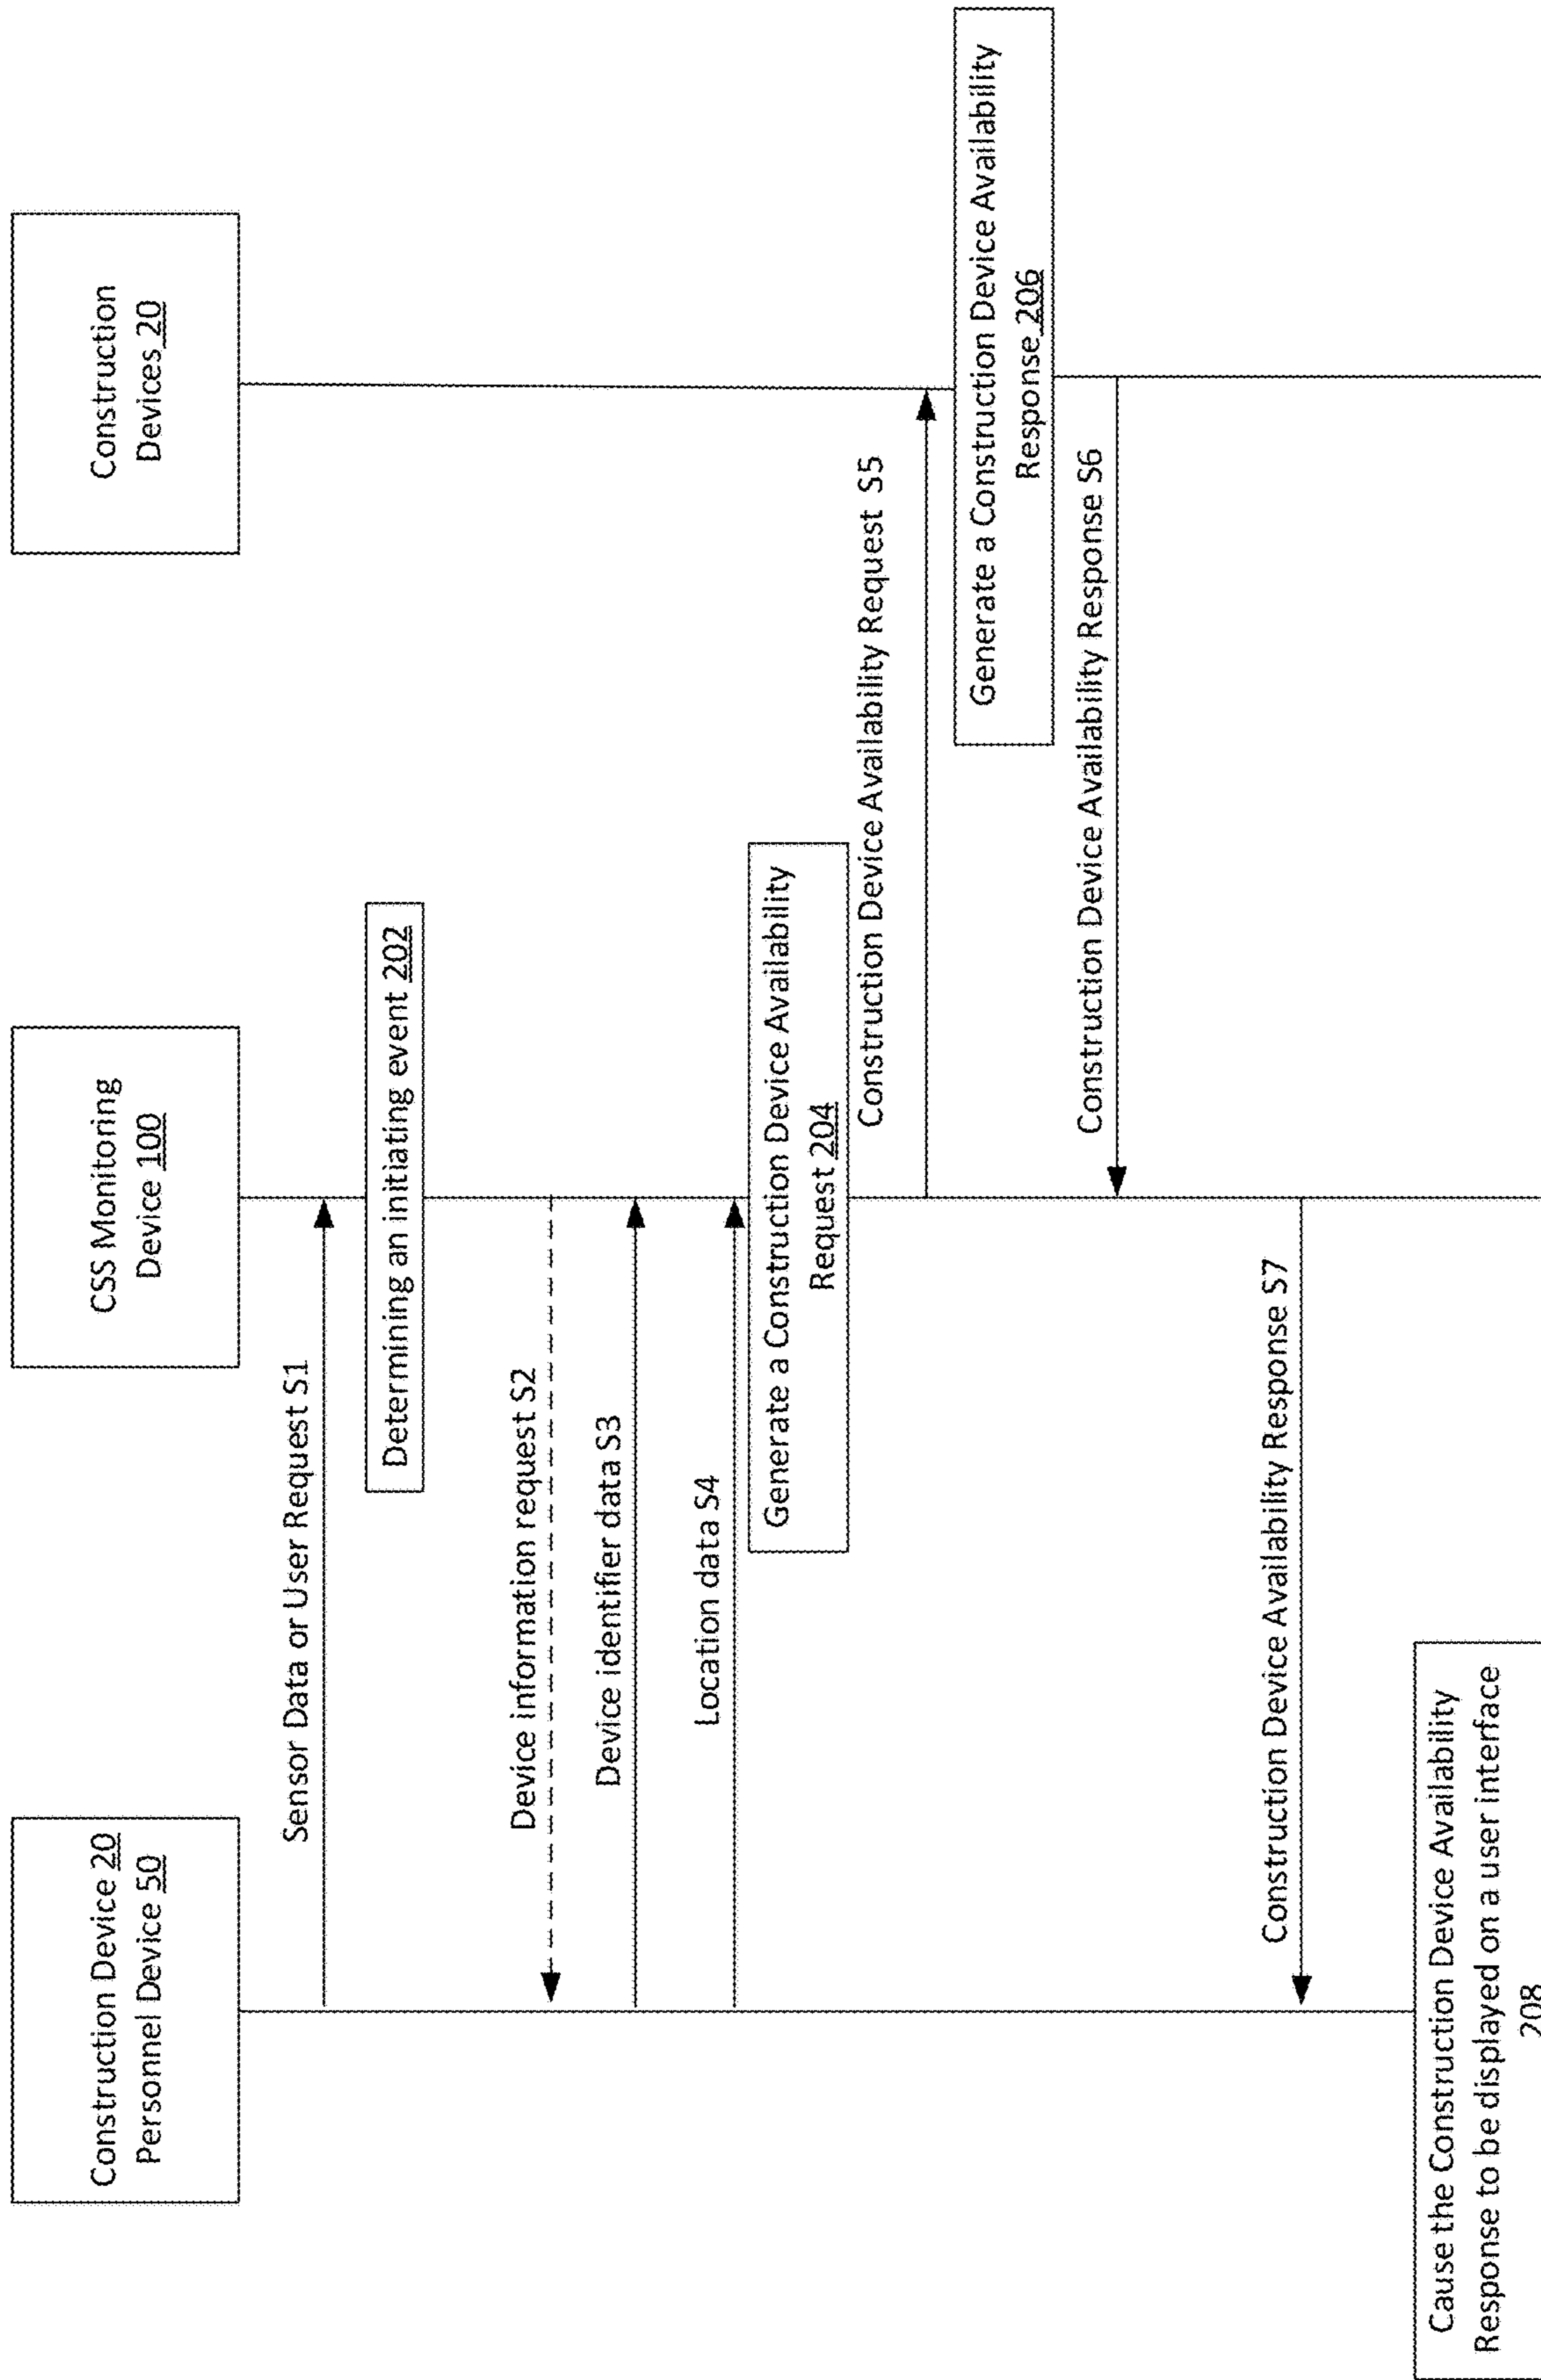 Construction Device 20
Personnel Device 50
CSS Monitoring
Device 100
Construction
Devices 20
Sensor Data or User Request S1
Determining an initiating event 202
Device information request S2
Device identifier data S3
Location data S4
Generate a Construction Device Availability
Request 204
Construction Device Availability Request S5
Generate a Construction Device Availability
Response 206
Construction Device Availability Response S6
Construction Device Availability Response S7
Cause the Construction Device Availability
Response to be displayed on a user interface
208